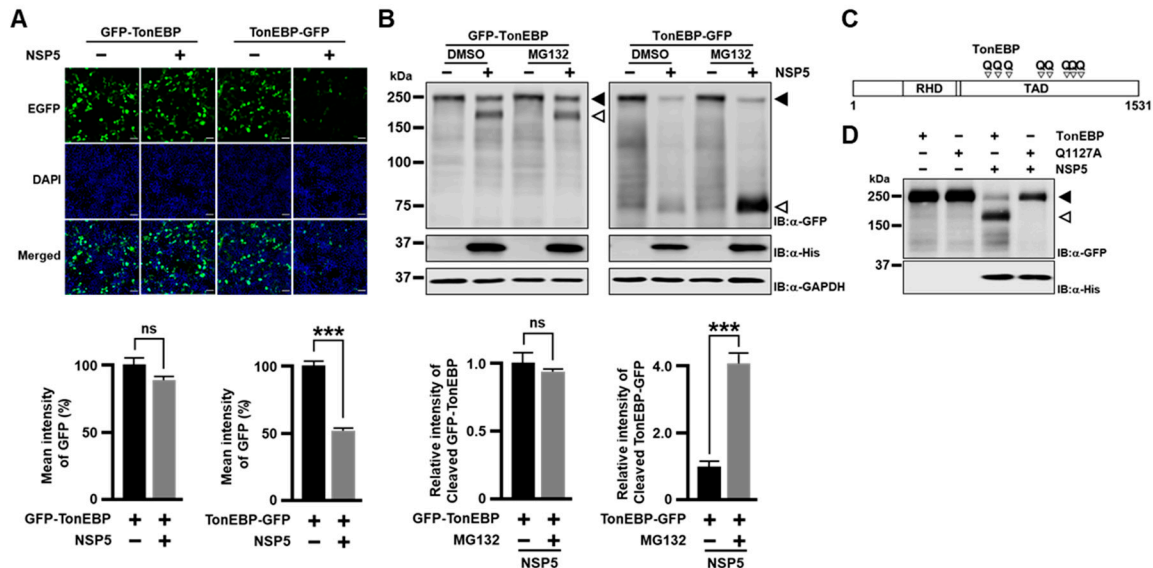 A
GFP-TonEBP TonEBP-GFP
NSP5 − + − +
EGFP
DAPI
Merged
ns
100
50
0
Mean intensity
of GFP (%)
GFP-TonEBP + +
NSP5 − +
***
100
50
0
Mean intensity
of GFP (%)
TonEBP-GFP + +
NSP5 − +
B
GFP-TonEBP TonEBP-GFP
DMSO MG132 DMSO MG132
− + − + − + − + NSP5
kDa
250
150
100
75
IB:α-GFP
37
IB:α-His
37
IB:α-GAPDH
ns
1.0
0.5
0
Relative intensity of
Cleaved GFP-TonEBP
GFP-TonEBP + +
MG132 − +
NSP5
***
4.0
2.0
0
Relative intensity of
Cleaved TonEBP-GFP
TonEBP-GFP + +
MG132 − +
NSP5
C
TonEBP
QQQ QQ QQQ
RHD TAD
1 1531
D
+ − + − TonEBP
− + − + Q1127A
− − + + NSP5
kDa
250
150
IB:α-GFP
37
IB:α-His